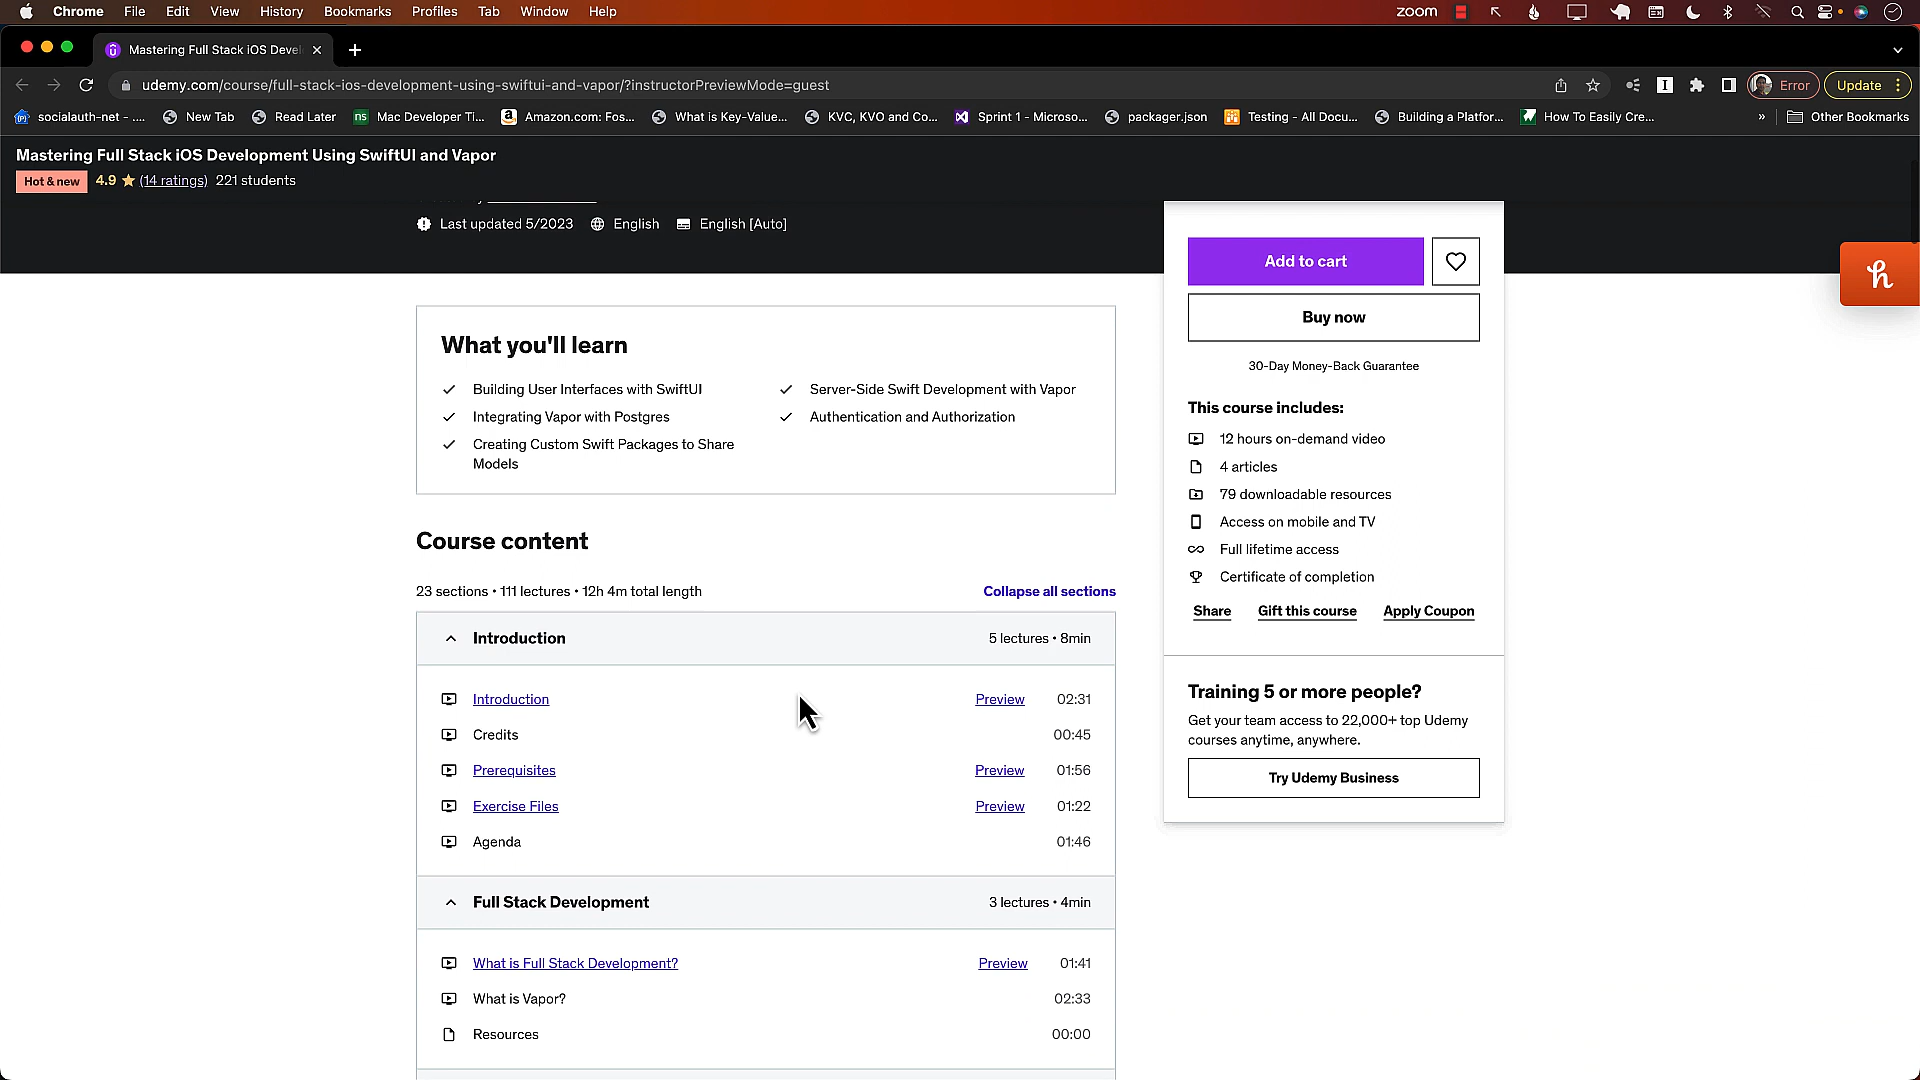 Chrome File Edit View History Bookmarks Profiles Tab Window Help zoom
Mastering Full Stack iOS Devel
udemy.com/course/full-stack-ios-development-using-swiftui-and-vapor/?instructorPreviewMode=guest Error Update
socialauth-net - .... New Tab Read Later ns Mac Developer Ti... Amazon.com: Fos... What is Key-Value... KVC, KVO and Co... Sprint 1 - Microso... packager.json Testing - All Docu... Building a Platfor... How To Easily Cre... » Other Bookmarks
Mastering Full Stack iOS Development Using SwiftUI and Vapor
Hot & new 4.9 (14 ratings) 221 students
Last updated 5/2023 English English [Auto]
What you'll learn
Building User Interfaces with SwiftUI
Server-Side Swift Development with Vapor
Integrating Vapor with Postgres
Authentication and Authorization
Creating Custom Swift Packages to Share
Models
Course content
23 sections • 111 lectures • 12h 4m total length Collapse all sections
Introduction 5 lectures • 8min
Introduction Preview 02:31
Credits 00:45
Prerequisites Preview 01:56
Exercise Files Preview 01:22
Agenda 01:46
Full Stack Development 3 lectures • 4min
What is Full Stack Development? Preview 01:41
What is Vapor? 02:33
Resources 00:00
Add to cart
Buy now
30-Day Money-Back Guarantee
This course includes:
12 hours on-demand video
4 articles
79 downloadable resources
Access on mobile and TV
Full lifetime access
Certificate of completion
Share Gift this course Apply Coupon
Training 5 or more people?
Get your team access to 22,000+ top Udemy
courses anytime, anywhere.
Try Udemy Business
h